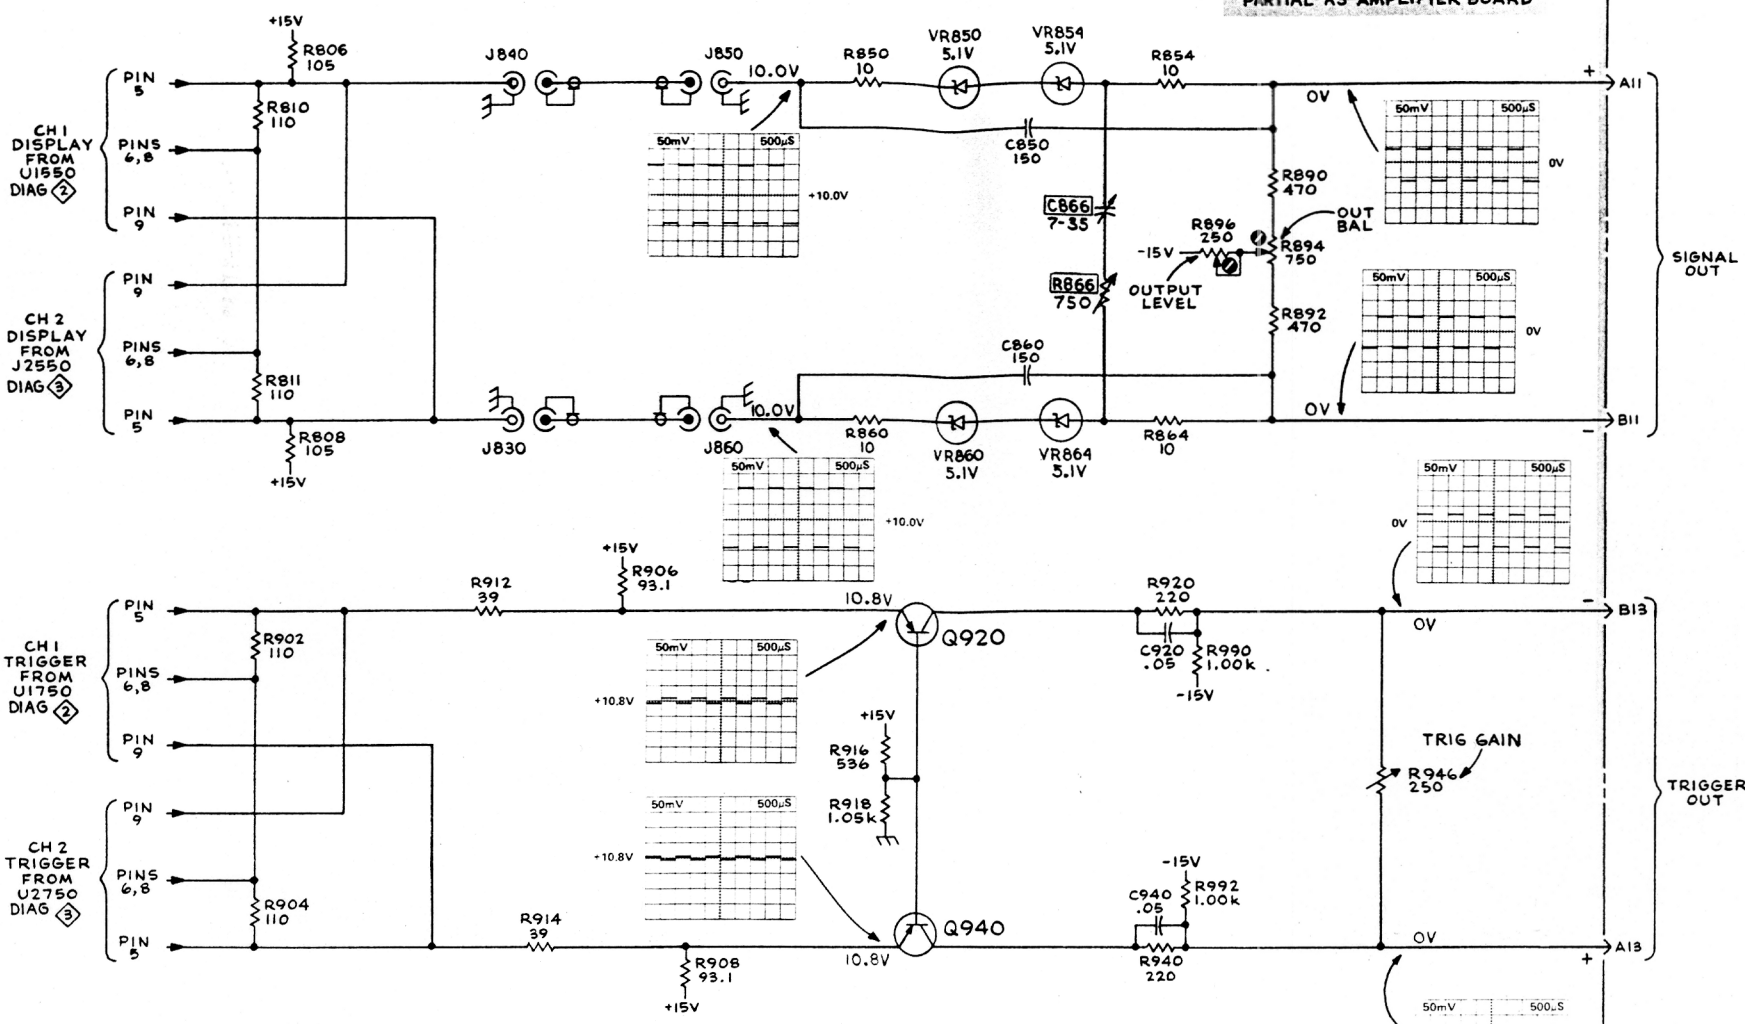 PARTIAL A5 AMPLIFIER BOARD
+15V
R806
105
J840
J850
10.0V
R850
10
VR850
5.1V
VR854
5.1V
R854
10
+
A11
0V
PIN
5
R810
110
CH 1
DISPLAY
FROM
U1550
DIAG 2
PINS
6,8
PIN
9
50mV
500µS
+10.0V
C850
150
C866
7-35
R866
750
R890
470
R896
250
-15V
OUTPUT
LEVEL
OUT
BAL
R894
750
R892
470
50mV
500µS
0V
50mV
500µS
0V
SIGNAL
OUT
CH 2
DISPLAY
FROM
J2550
DIAG 3
PIN
9
PINS
6,8
R811
110
PIN
5
R808
105
+15V
J830
J860
10.0V
C860
150
R860
10
VR860
5.1V
VR864
5.1V
R864
10
0V
B11
-
50mV
500µS
+10.0V
50mV
500µS
0V
CH 1
TRIGGER
FROM
U1750
DIAG 2
PIN
5
PINS
6,8
PIN
9
R902
110
R912
39
+15V
R906
93.1
10.8V
Q920
R920
220
C920
.05
R990
1.00k
-15V
-
B13
0V
50mV
500µS
+10.8V
+15V
R916
536
R918
1.05k
TRIG GAIN
R946
250
TRIGGER
OUT
50mV
500µS
+10.8V
CH 2
TRIGGER
FROM
U2750
DIAG 3
PIN
9
PINS
6,8
PIN
5
R904
110
R914
39
R908
93.1
+15V
10.8V
Q940
-15V
R992
1.00k
C940
.05
R940
220
0V
A13
+
50mV
500µS